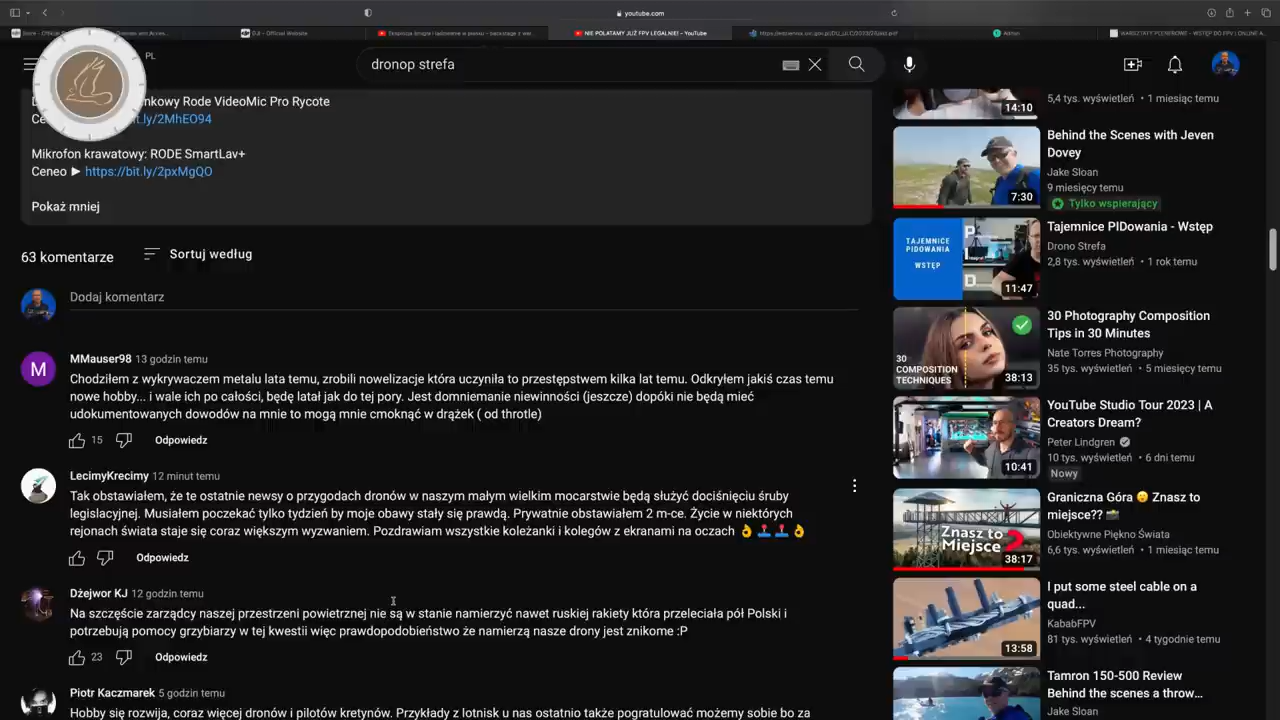 youtube.com
DJI - Official Website
NIE POLATAMY JUŻ FPV LEGALNIE! - YouTube
PL
dronop strefa
nkowy Rode VideoMic Pro Rycote
Ce
t.ly/2MhEO94
Mikrofon krawatowy: RODE SmartLav+
Ceneo ► https://bit.ly/2pxMgQO
Pokaż mniej
63 komentarze
Sortuj według
Dodaj komentarz
M
MMauser98 13 godzin temu
Chodziłem z wykrywaczem metalu lata temu, zrobili nowelizacje która uczyniła to przestępstwem kilka lat temu. Odkryłem jakiś czas temu
nowe hobby... i wale ich po całości, będę latał jak do tej pory. Jest domniemanie niewinności (jeszcze) dopóki nie będą mieć
udokumentowanych dowodów na mnie to mogą mnie cmoknąć w drążek ( od throtle)
15
Odpowiedz
LecimyKrecimy 12 minut temu
Tak obstawiałem, że te ostatnie newsy o przygodach dronów w naszym małym wielkim mocarstwie będą służyć dociśnięciu śruby
legislacyjnej. Musiałem poczekać tylko tydzień by moje obawy stały się prawdą. Prywatnie obstawiałem 2 m-ce. Życie w niektórych
rejonach świata staje się coraz większym wyzwaniem. Pozdrawiam wszystkie koleżanki i kolegów z ekranami na oczach 👌🕹️🕹️👌
Odpowiedz
Dżejwor KJ 12 godzin temu
Na szczęście zarządcy naszej przestrzeni powietrznej nie są w stanie namierzyć nawet ruskiej rakiety która przeleciała pół Polski i
potrzebują pomocy grzybiarzy w tej kwestii więc prawdopodobieństwo że namierzą nasze drony jest znikome :P
23
Odpowiedz
Piotr Kaczmarek 5 godzin temu
Hobby się rozwija, coraz więcej dronów i pilotów kretynów. Przykłady z lotnisk u nas ostatnio także pogratulować możemy sobie bo za
14:10
5,4 tys. wyświetleń • 1 miesiąc temu
7:30
Behind the Scenes with Jeven
Dovey
Jake Sloan
9 miesięcy temu
Tylko wspierający
TAJEMNICE
PIDOWANIA
WSTĘP
P
I
D
11:47
Tajemnice PIDowania - Wstęp
Drono Strefa
2,8 tys. wyświetleń • 1 rok temu
30
COMPOSITION
TECHNIQUES
38:13
30 Photography Composition
Tips in 30 Minutes
Nate Torres Photography
35 tys. wyświetleń • 5 miesięcy temu
10:41
YouTube Studio Tour 2023 | A
Creators Dream?
Peter Lindgren
10 tys. wyświetleń • 6 dni temu
Nowy
Znasz to
Miejsce?
38:17
Graniczna Góra 😮 Znasz to
miejsce?? 📸
Obiektywne Piękno Świata
6,6 tys. wyświetleń • 1 miesiąc temu
13:58
I put some steel cable on a
quad...
KababFPV
81 tys. wyświetleń • 4 tygodnie temu
Tamron 150-500 Review
Behind the scenes a throw...
Jake Sloan